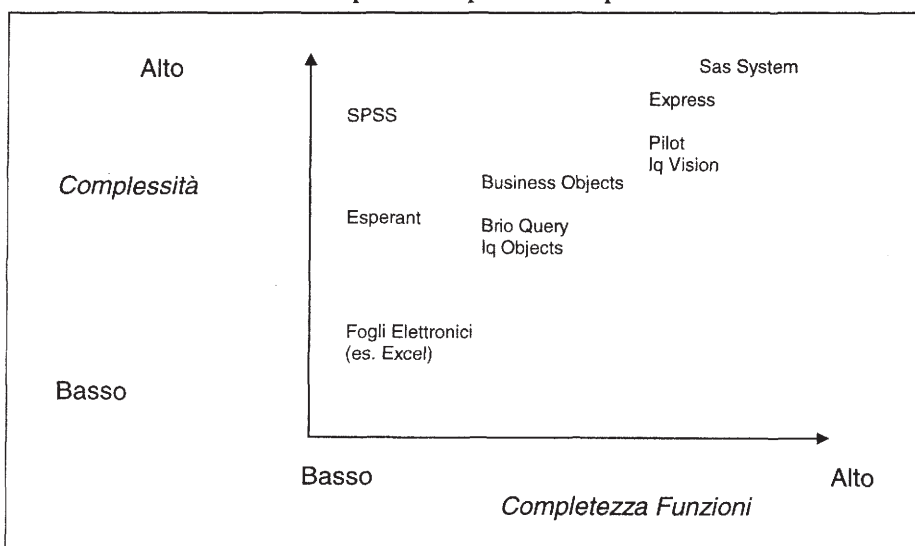 Alto
Sas System
Express
SPSS
Pilot
Iq Vision
Complessità
Business Objects
Esperant
Brio Query
Iq Objects
Fogli Elettronici
(es. Excel)
Basso
Basso
Alto
Completezza Funzioni